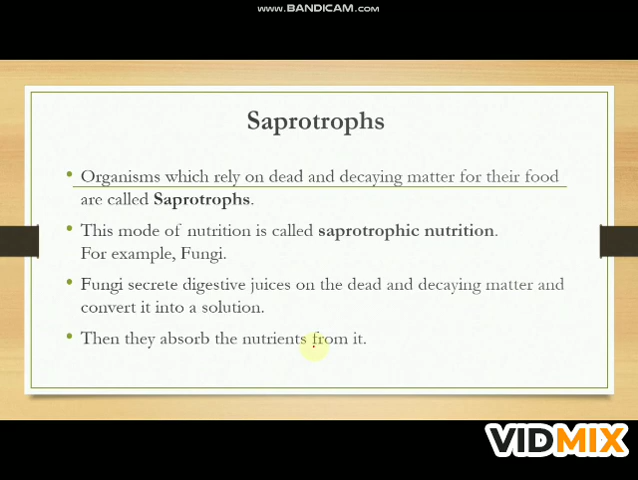 www.BANDICAM.com
Saprotrophs
• Organisms which rely on dead and decaying matter for their food
are called Saprotrophs.
• This mode of nutrition is called saprotrophic nutrition.
For example, Fungi.
• Fungi secrete digestive juices on the dead and decaying matter and
convert it into a solution.
• Then they absorb the nutrients from it.
VIDMIX